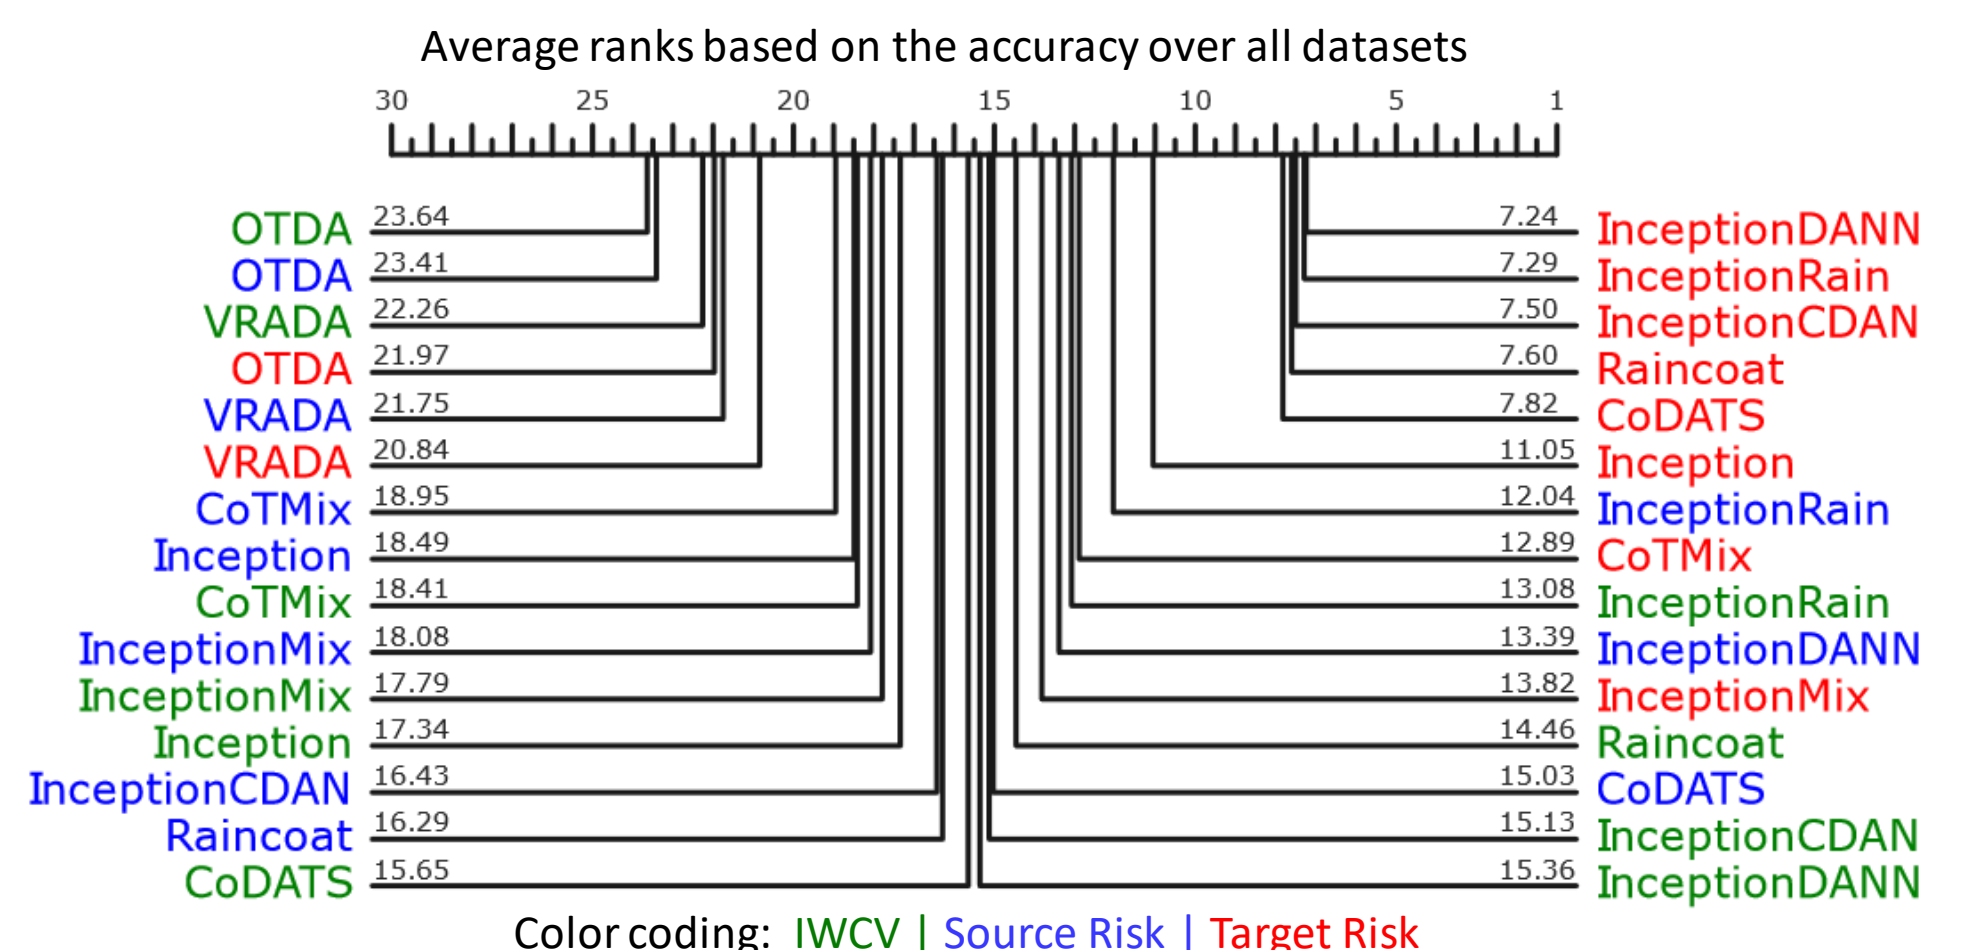 Average ranks based on the accuracy over all datasets
30 25 20 15 10 5 1
OTDA 23.64 7.24 InceptionDANN
OTDA 23.41 7.29 InceptionRain
VRADA 22.26 7.50 InceptionCDAN
OTDA 21.97 7.60 Raincoat
VRADA 21.75 7.82 CoDATS
VRADA 20.84 11.05 Inception
CoTMix 18.95 12.04 InceptionRain
Inception 18.49 12.89 CoTMix
CoTMix 18.41 13.08 InceptionRain
InceptionMix 18.08 13.39 InceptionDANN
InceptionMix 17.79 13.82 InceptionMix
Inception 17.34 14.46 Raincoat
InceptionCDAN 16.43 15.03 CoDATS
Raincoat 16.29 15.13 InceptionCDAN
CoDATS 15.65 15.36 InceptionDANN
Color coding: IWCV | Source Risk | Target Risk